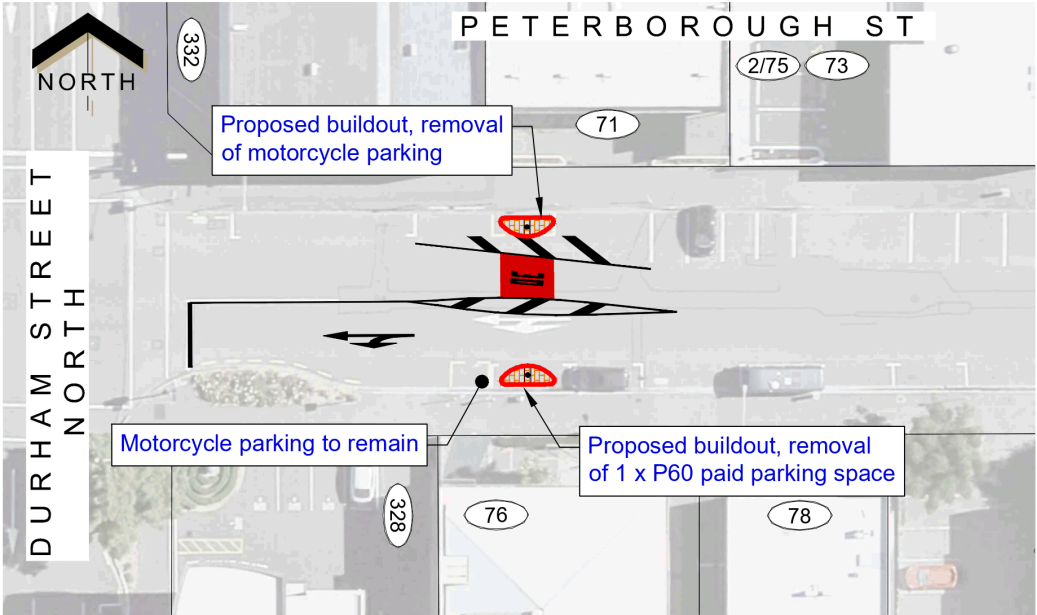 PETERBOROUGH ST
NORTH
332
2/75
73
Proposed buildout, removal
of motorcycle parking
71
DURHAM STREET
NORTH
Motorcycle parking to remain
Proposed buildout, removal
of 1 x P60 paid parking space
328
76
78